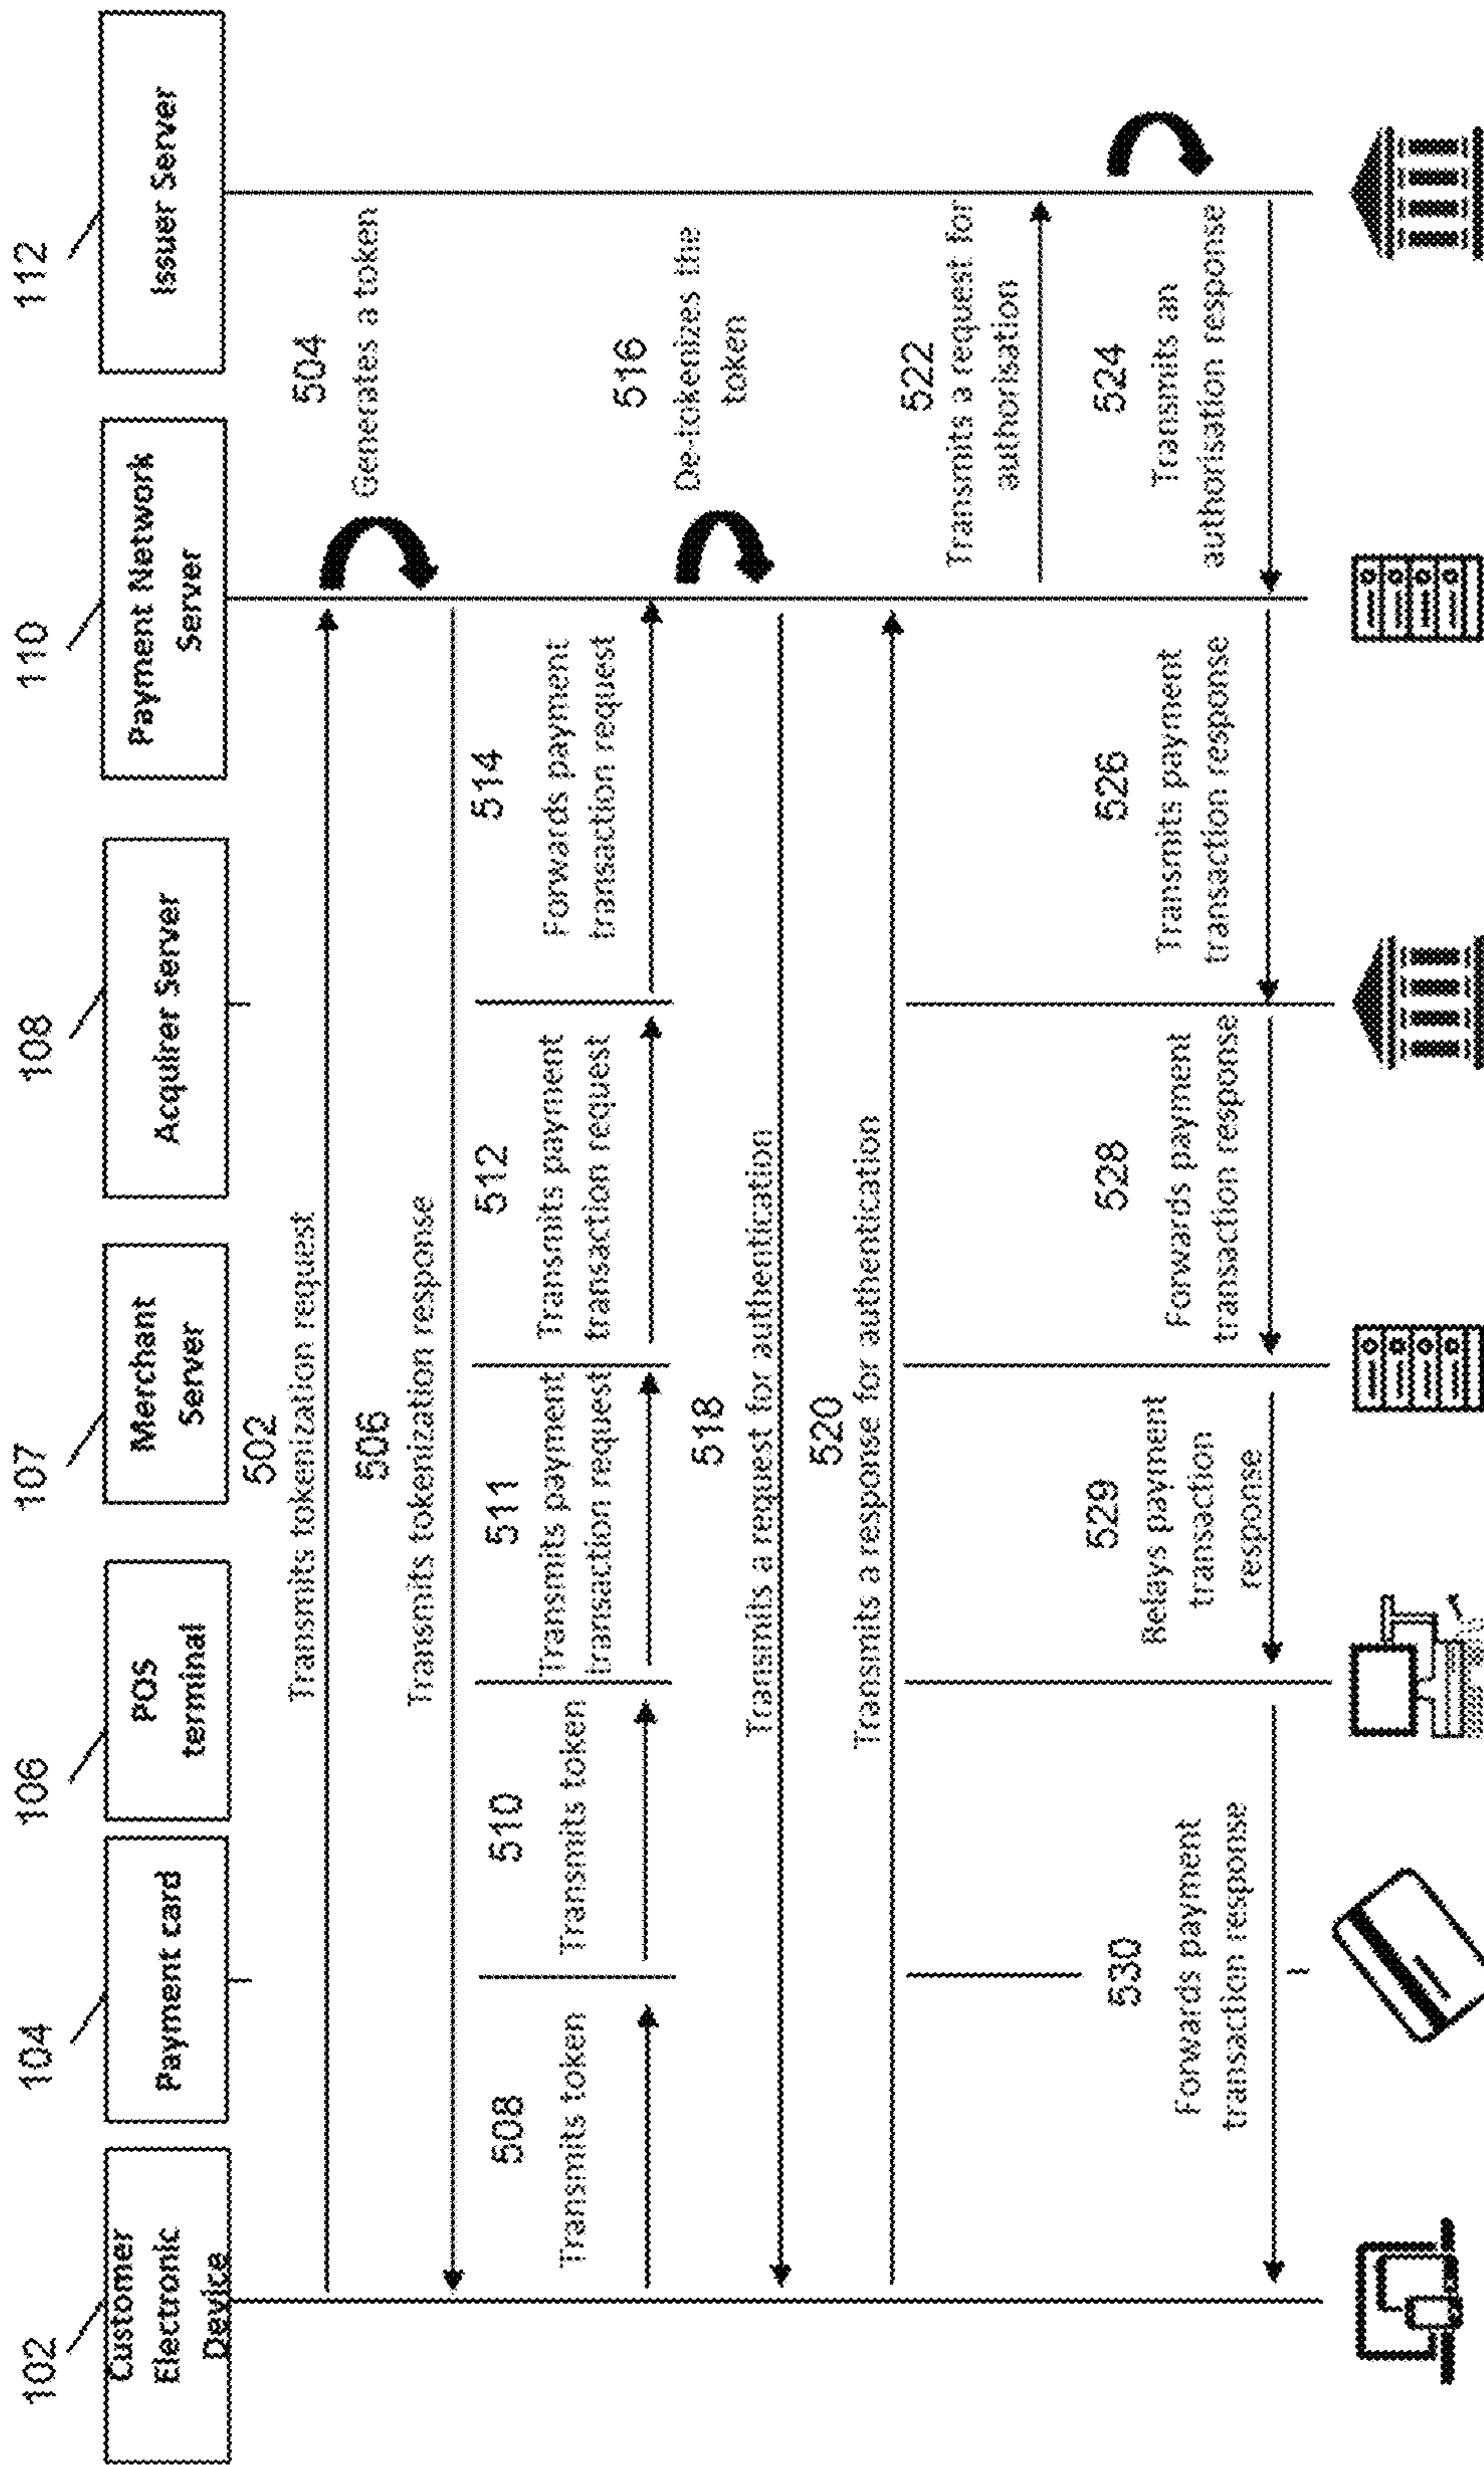 102
Customer
Electronic
Device
104
Payment card
106
POS
terminal
107
Merchant
Server
108
Acquirer Server
110
Payment Network
Server
112
Issuer Server
502
Transmits tokenization request
504
Generates a token
506
Transmits tokenization response
508
Transmits token
510
Transmits token
511
Transmits payment
transaction request
512
Transmits payment
transaction request
514
Forwards payment
transaction request
516
De-tokenizes the
token
518
Transmits a request for authentication
520
Transmits a response for authentication
522
Transmits a request for
authorisation
524
Transmits an
authorisation response
526
Transmits payment
transaction response
528
Forwards payment
transaction response
529
Relays payment
transaction
response
530
Forwards payment
transaction response